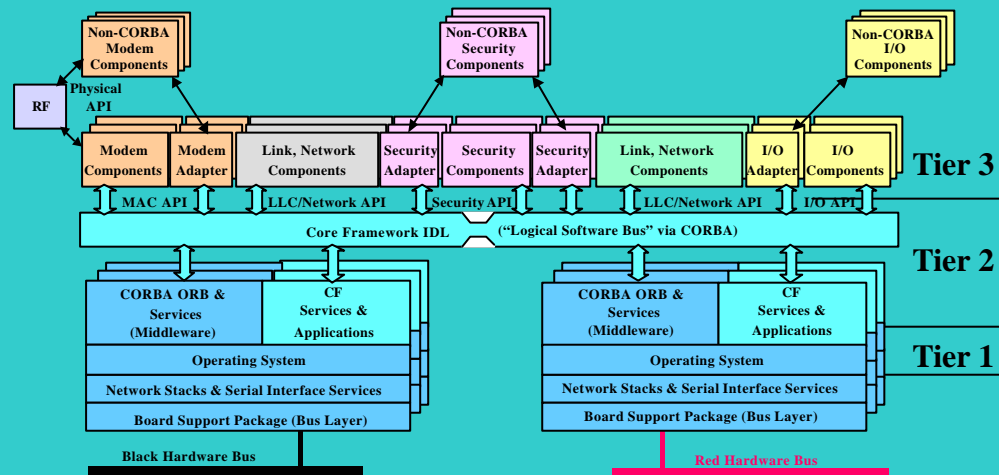 Non-CORBA
Modem
Components
Non-CORBA
Security
Components
Non-CORBA
I/O
Components
RF
Physical
API
Modem
Components
Modem
Adapter
Link, Network
Components
Security
Adapter
Security
Components
Security
Adapter
Link, Network
Components
I/O
Adapter
I/O
Components
Tier 3
MAC API
LLC/Network API
Security API
LLC/Network API
I/O API
Core Framework IDL
(“Logical Software Bus” via CORBA)
Tier 2
CORBA ORB &
Services
(Middleware)
CF
Services &
Applications
CORBA ORB &
Services
(Middleware)
CF
Services &
Applications
Tier 1
Operating System
Operating System
Network Stacks & Serial Interface Services
Network Stacks & Serial Interface Services
Board Support Package (Bus Layer)
Board Support Package (Bus Layer)
Black Hardware Bus
Red Hardware Bus